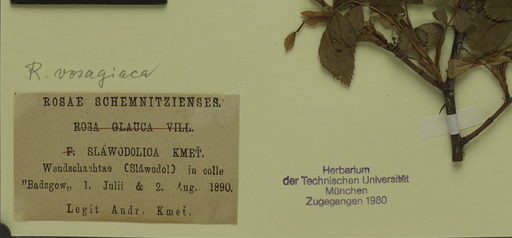 R. vosagiaca
ROSAE SCHEMNITZIENSES.
ROSA GLAUCA VILL.
F. SLÁWODOLICA KMEŤ.
Wendschachtae (Sláwodol) in colle
"Badzgow„ 1. Julii & 2. Aug. 1890.
Legit Andr. Kmeť.
Herbarium
der Technischen Universität
München
Zugegangen 1980